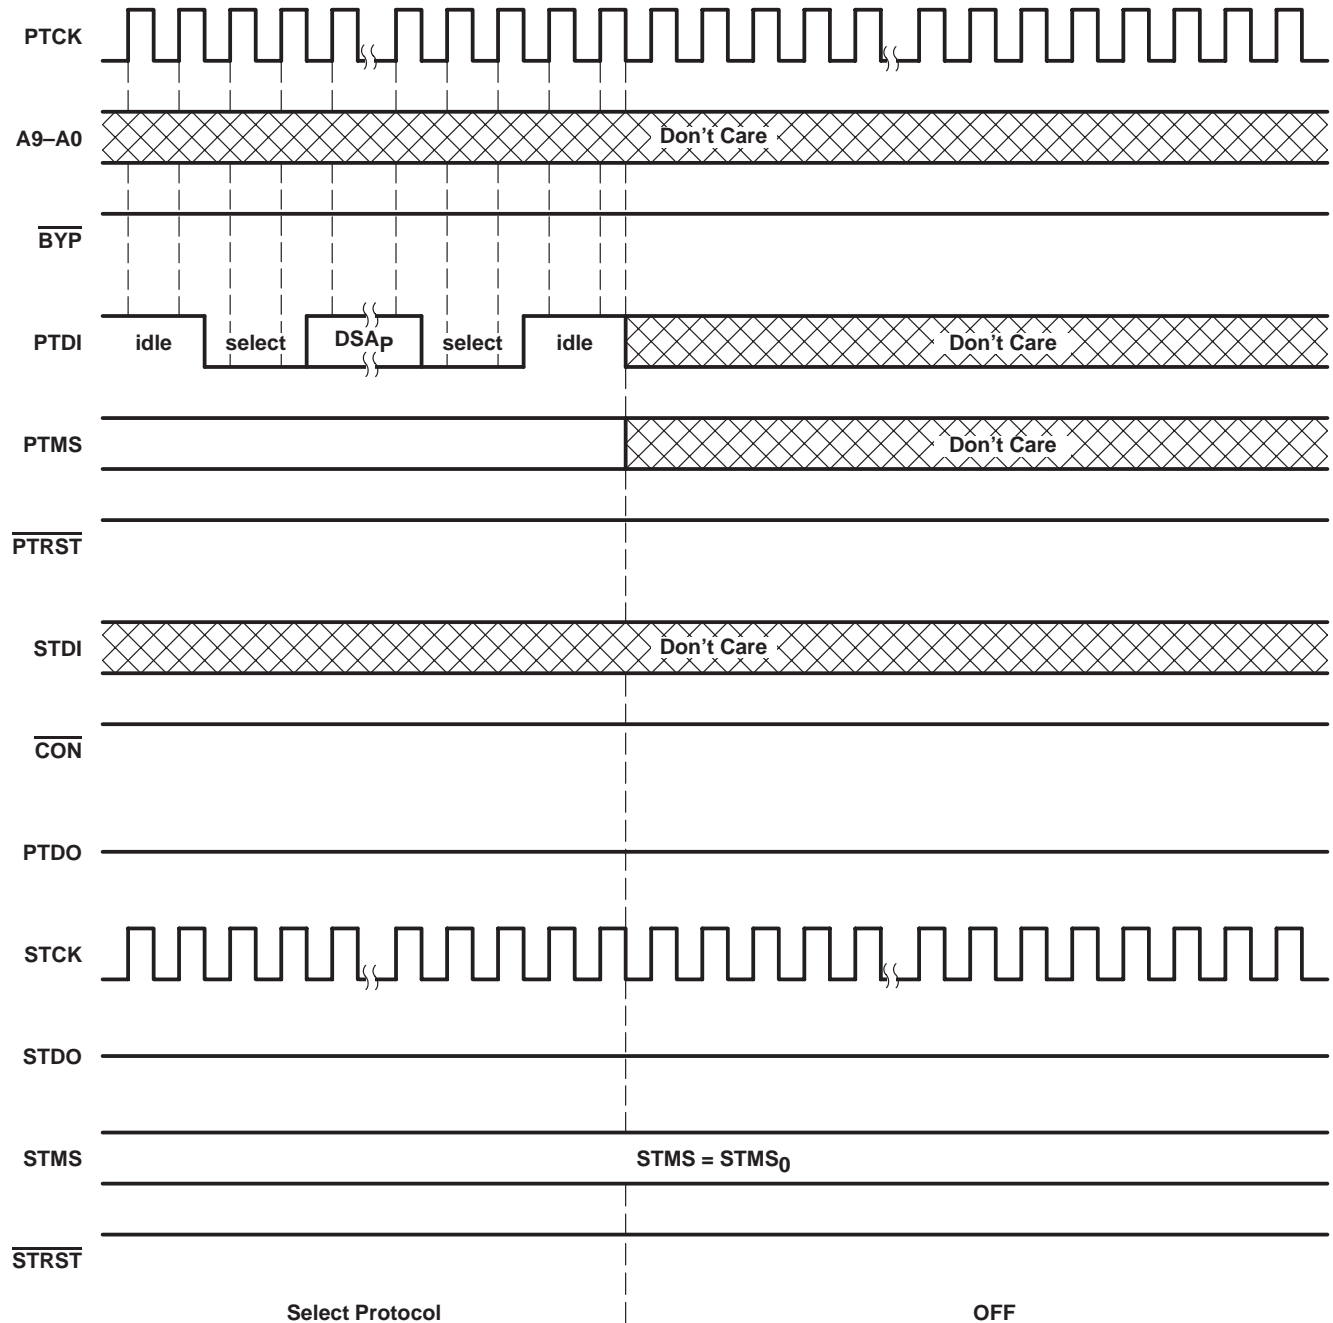 PTCK
A9–A0 Don't Care
BYP
PTDI idle select DSAP select idle Don't Care
PTMS Don't Care
PTRST
STDI Don't Care
CON
PTDO
STCK
STDO
STMS STMS = STMS0
STRST
Select Protocol OFF